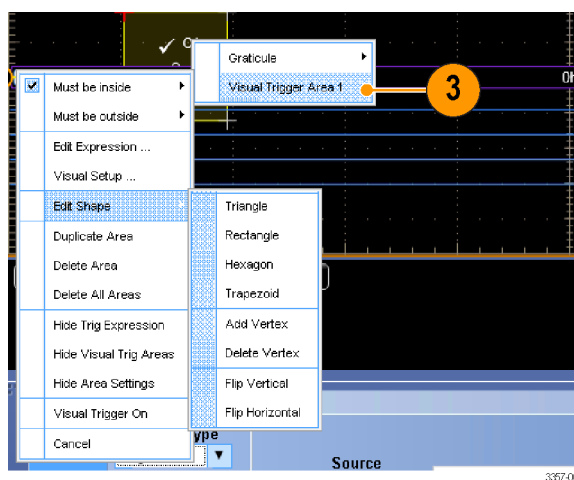 Graticule
Visual Trigger Area 1
3
Must be inside
Must be outside
Edit Expression ...
Visual Setup ...
Edit Shape
Duplicate Area
Delete Area
Delete All Areas
Hide Trig Expression
Hide Visual Trig Areas
Hide Area Settings
Visual Trigger On
Cancel
Triangle
Rectangle
Hexagon
Trapezoid
Add Vertex
Delete Vertex
Flip Vertical
Flip Horizontal
Source